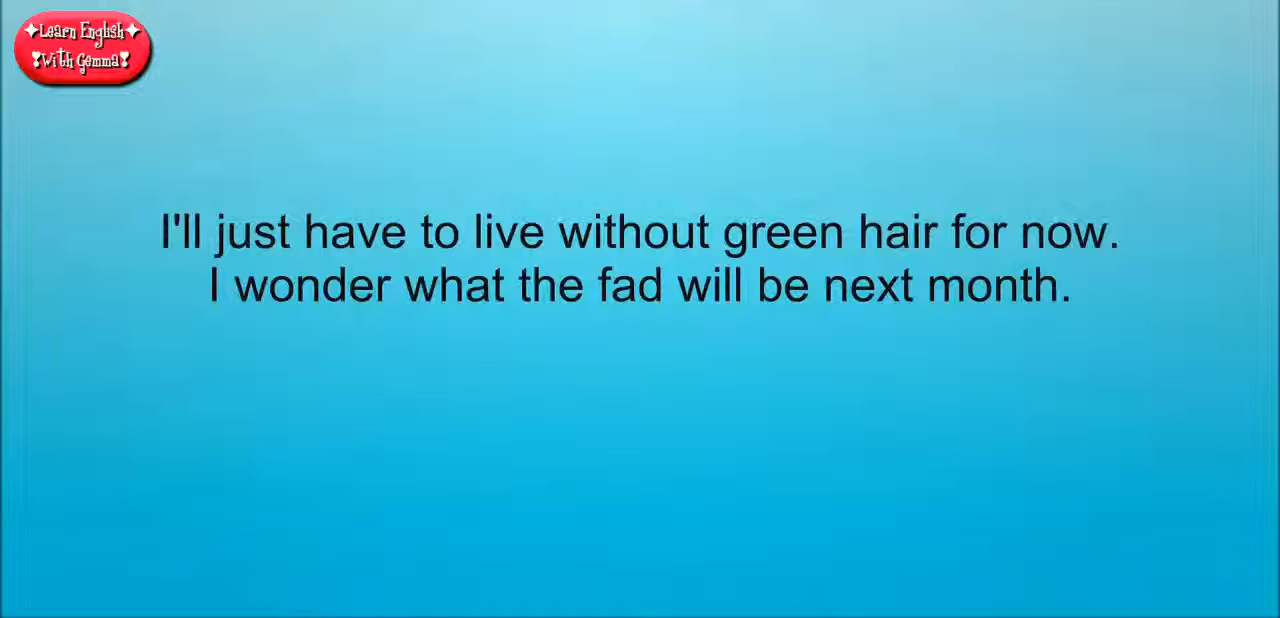 Learn English
With Gemma
I'll just have to live without green hair for now.
I wonder what the fad will be next month.